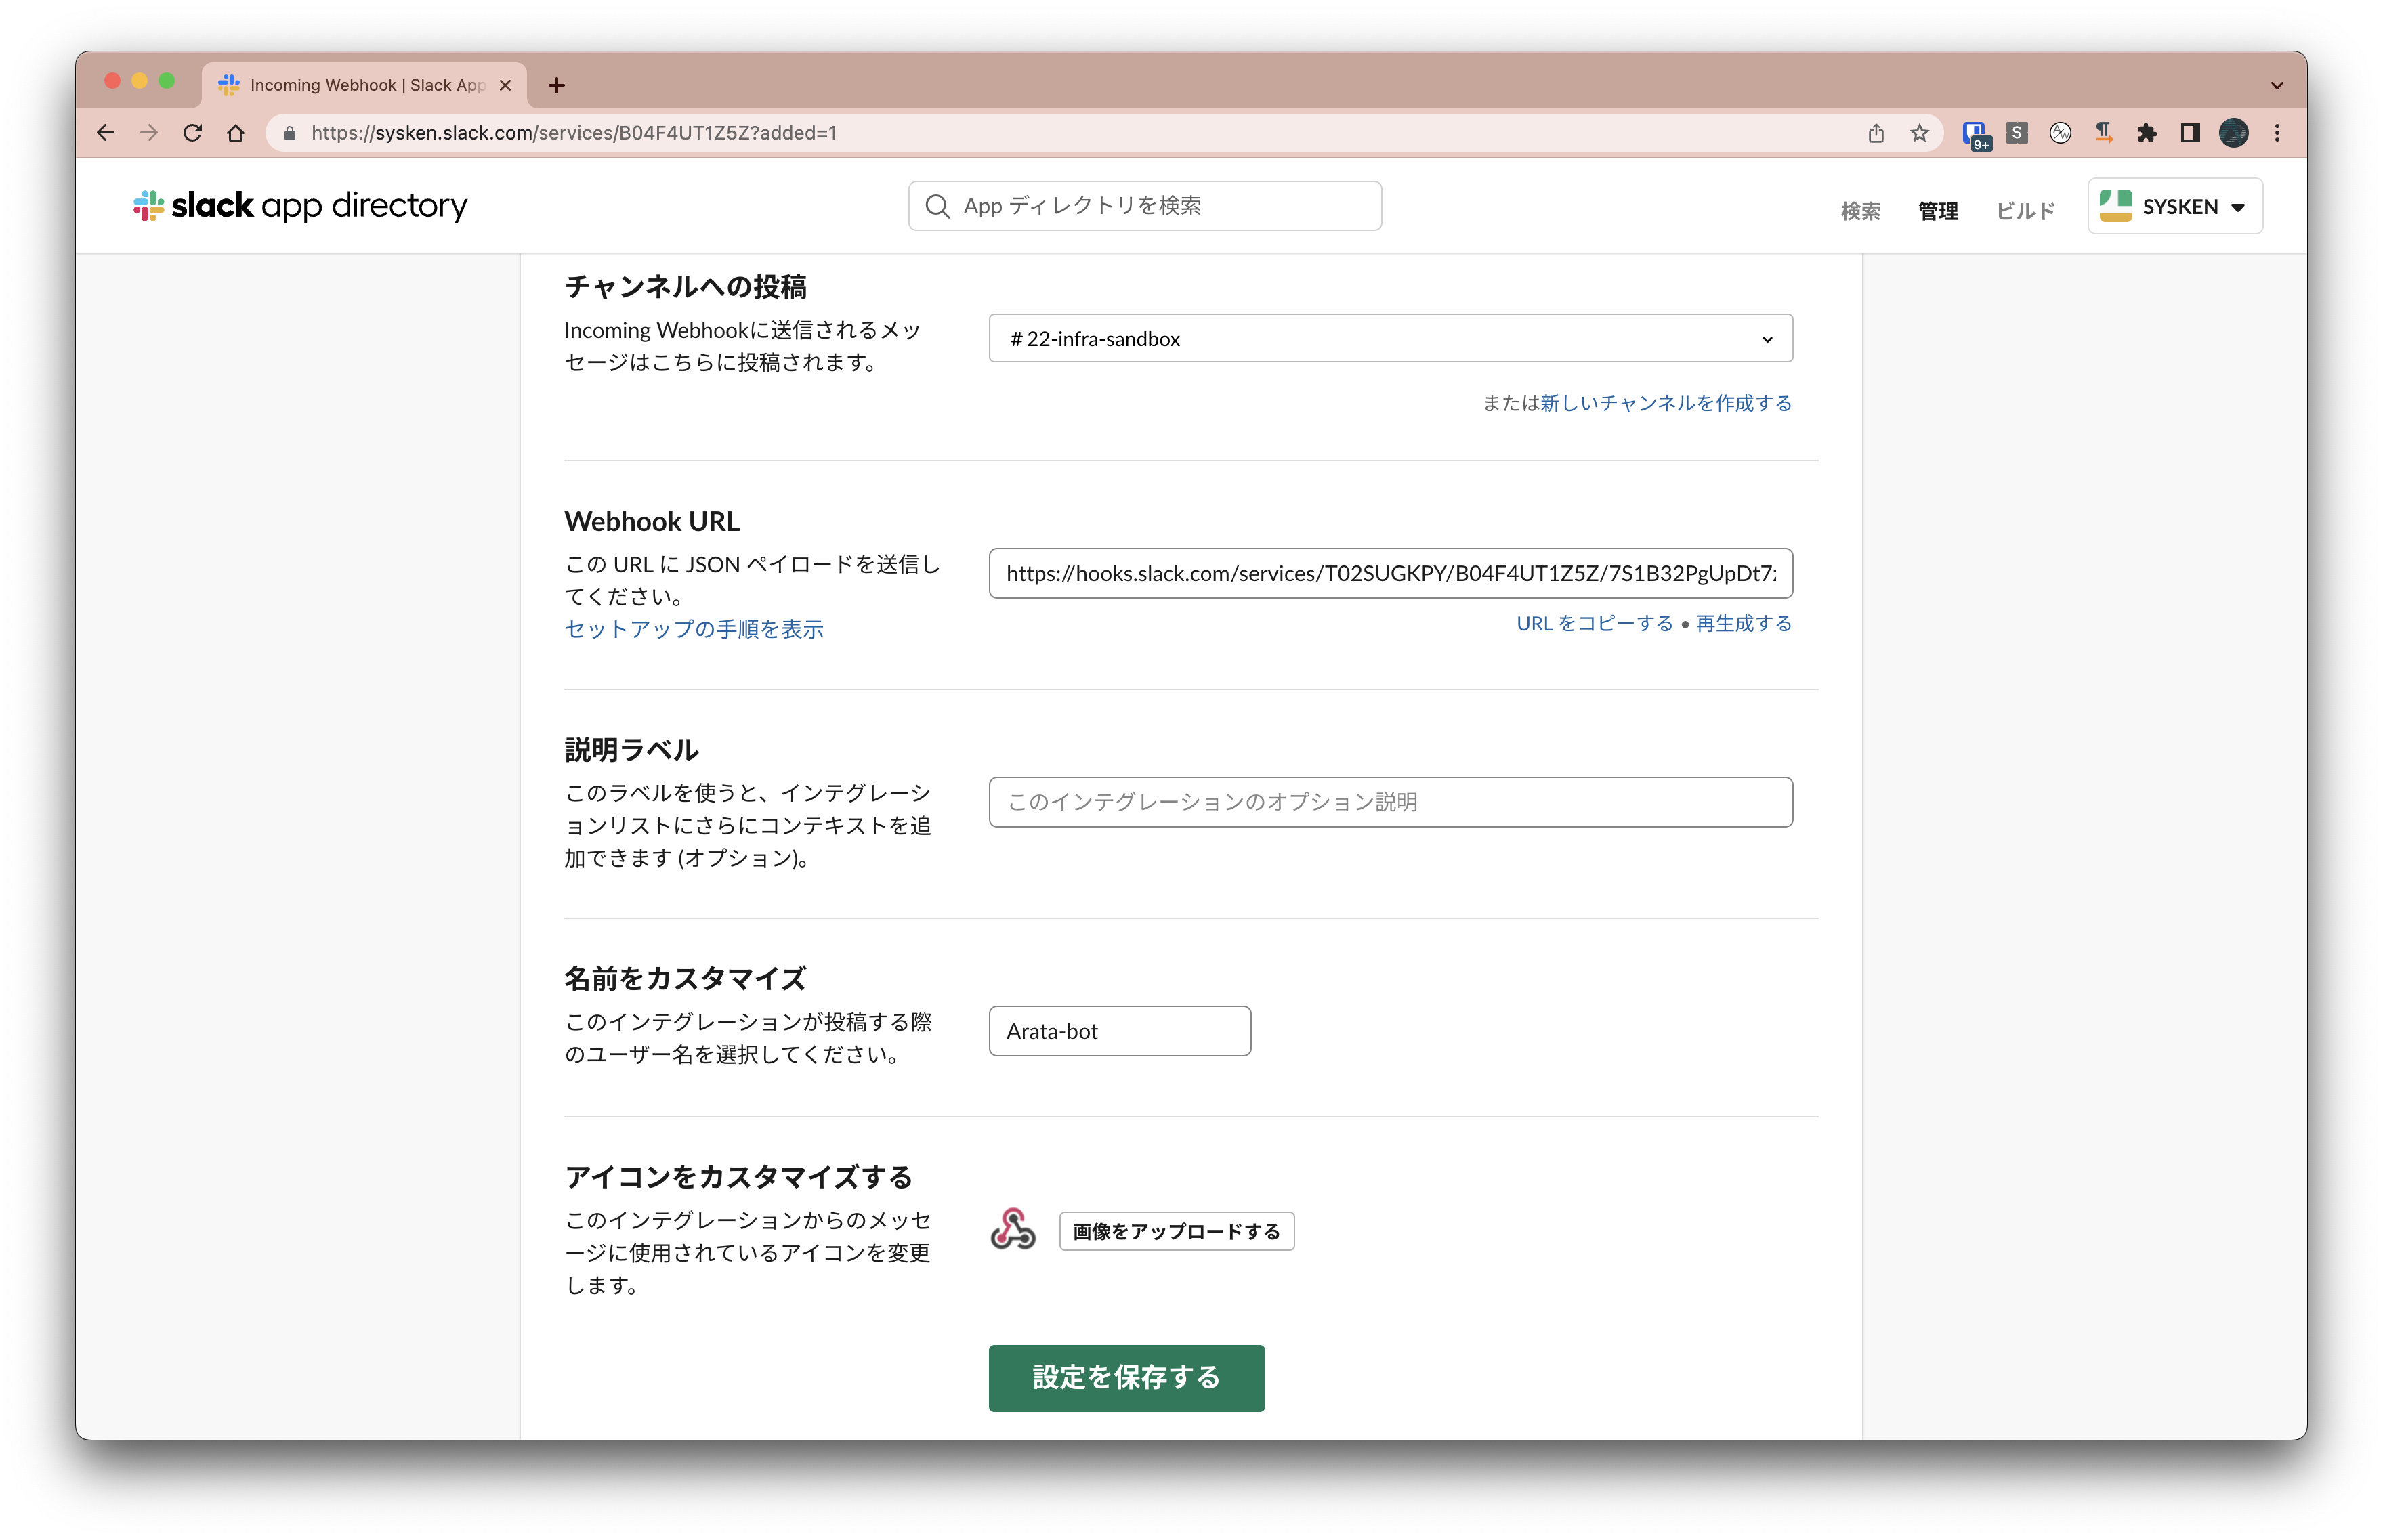 Incoming Webhook | Slack App
https://sysken.slack.com/services/B04F4UT1Z5Z?added=1
9+
S
slack app directory
App ディレクトリを検索
検索
管理
ビルド
SYSKEN
チャンネルへの投稿
Incoming Webhookに送信されるメッ
セージはこちらに投稿されます。
# 22-infra-sandbox
または新しいチャンネルを作成する
Webhook URL
この URL に JSON ペイロードを送信し
てください。
セットアップの手順を表示
https://hooks.slack.com/services/T02SUGKPY/B04F4UT1Z5Z/7S1B32PgUpDt7
URL をコピーする • 再生成する
説明ラベル
このラベルを使うと、インテグレーシ
ョンリストにさらにコンテキストを追
加できます (オプション)。
このインテグレーションのオプション説明
名前をカスタマイズ
このインテグレーションが投稿する際
のユーザー名を選択してください。
Arata-bot
アイコンをカスタマイズする
このインテグレーションからのメッセ
ージに使用されているアイコンを変更
します。
画像をアップロードする
設定を保存する